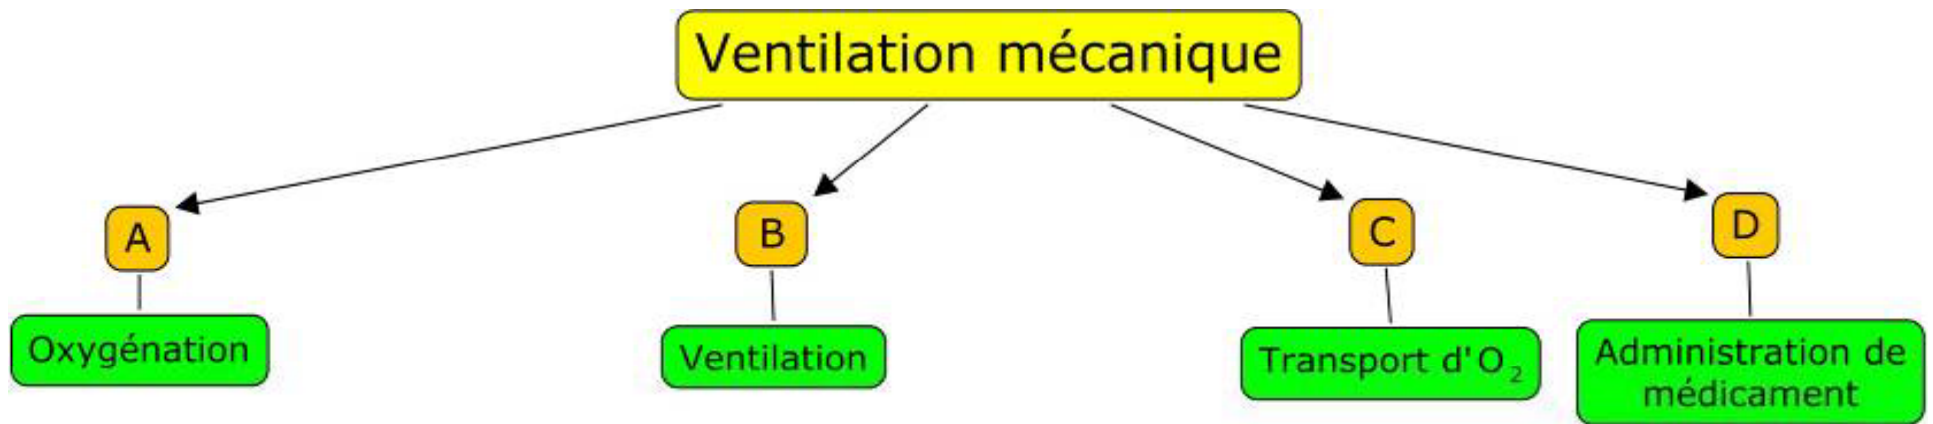 Ventilation mécanique
A
B
C
D
Oxygénation
Ventilation
Transport d'O₂
Administration de
médicament